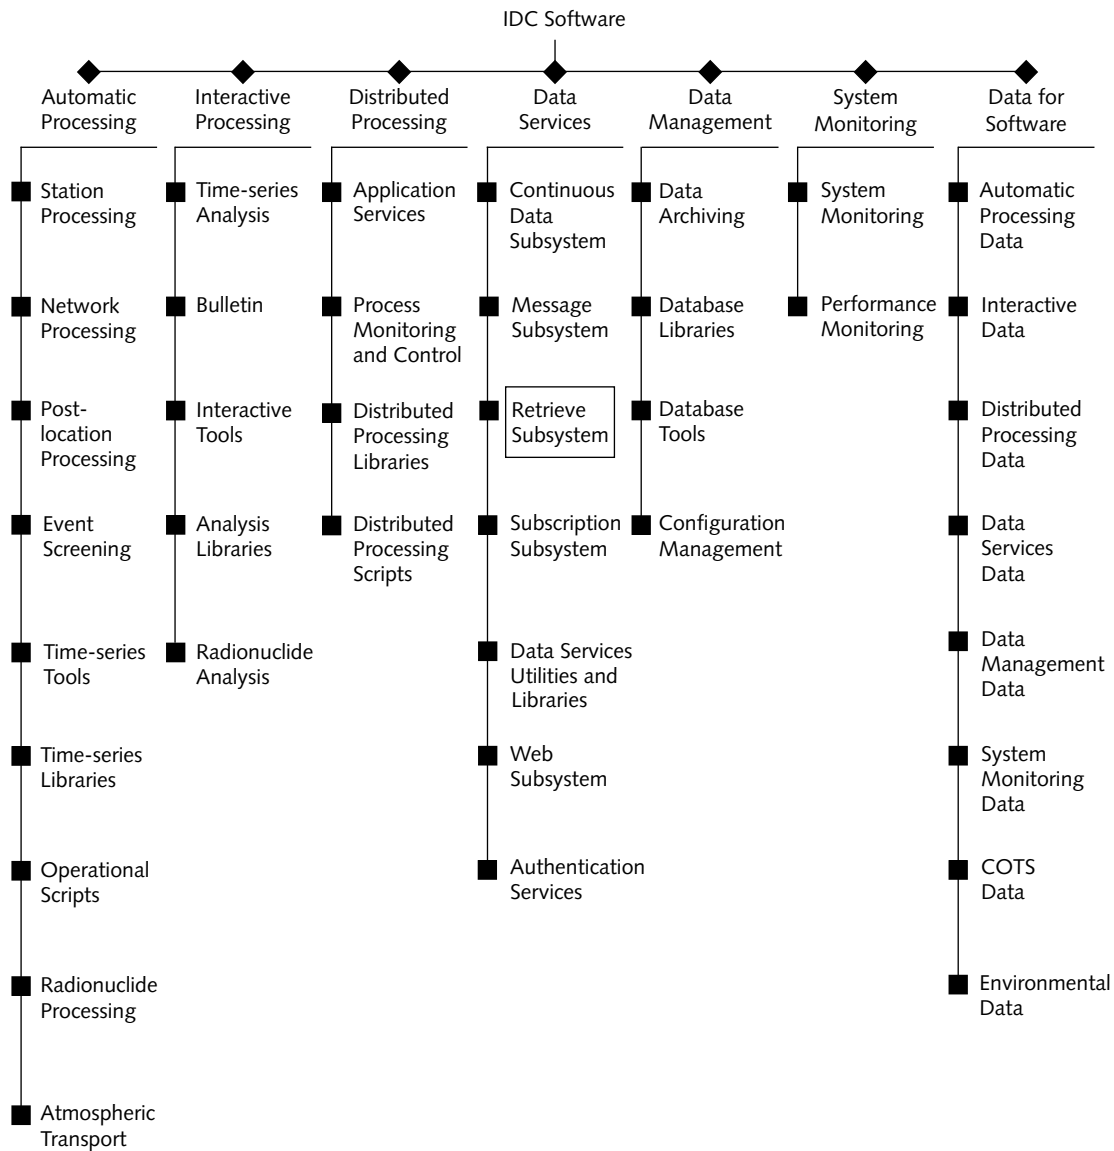 IDC Software
Automatic
Processing
Interactive
Processing
Distributed
Processing
Data
Services
Data
Management
System
Monitoring
Data for
Software
Station
Processing
Network
Processing
Post-
location
Processing
Event
Screening
Time-series
Tools
Time-series
Libraries
Operational
Scripts
Radionuclide
Processing
Atmospheric
Transport
Time-series
Analysis
Bulletin
Interactive
Tools
Analysis
Libraries
Radionuclide
Analysis
Application
Services
Process
Monitoring
and Control
Distributed
Processing
Libraries
Distributed
Processing
Scripts
Continuous
Data
Subsystem
Message
Subsystem
Retrieve
Subsystem
Subscription
Subsystem
Data Services
Utilities and
Libraries
Web
Subsystem
Authentication
Services
Data
Archiving
Database
Libraries
Database
Tools
Configuration
Management
System
Monitoring
Performance
Monitoring
Automatic
Processing
Data
Interactive
Data
Distributed
Processing
Data
Data
Services
Data
Data
Management
Data
System
Monitoring
Data
COTS
Data
Environmental
Data